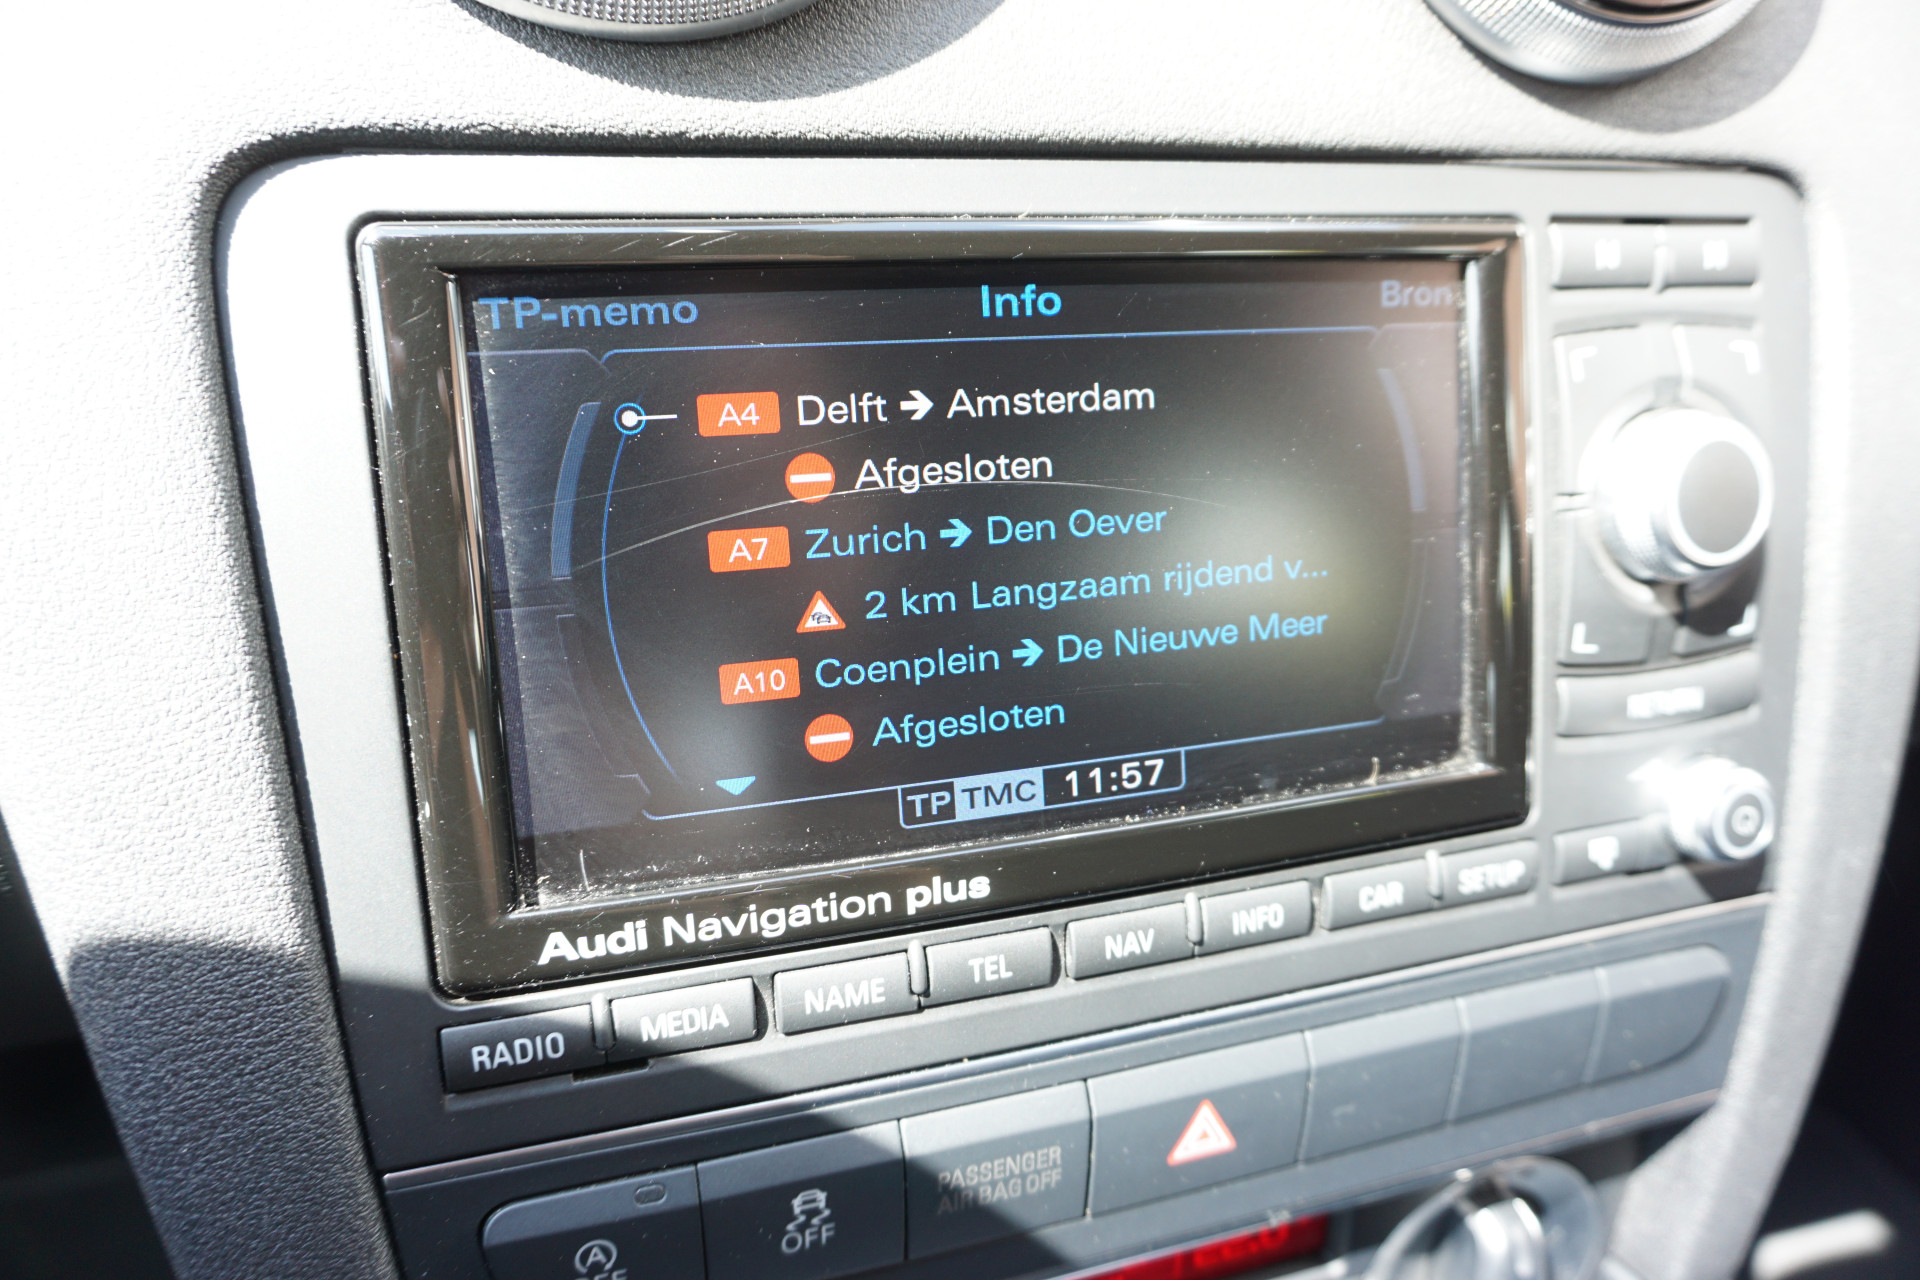 TP-memo Info Bron
A4 Delft → Amsterdam
Afgesloten
A7 Zurich → Den Oever
2 km Langzaam rijdend v...
A10 Coenplein → De Nieuwe Meer
Afgesloten
TP TMC 11:57
Audi Navigation plus
RETURN
RADIO MEDIA NAME TEL NAV INFO CAR SETUP
PASSENGER
AIR BAG OFF
A
OFF